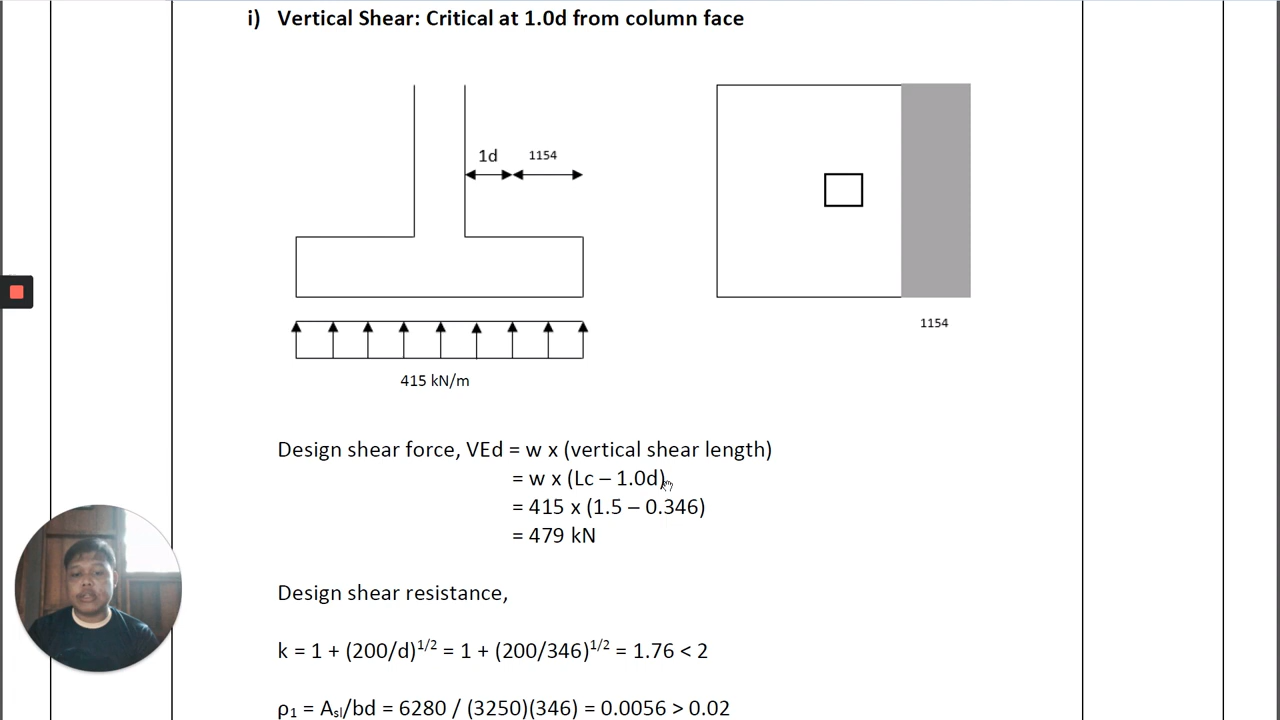 i) Vertical Shear: Critical at 1.0d from column face
1d 1154
1154
415 kN/m
Design shear force, VEd = w x (vertical shear length)
= w x (Lc – 1.0d)
= 415 x (1.5 – 0.346)
= 479 kN
Design shear resistance,
k = 1 + (200/d)^1/2 = 1 + (200/346)^1/2 = 1.76 < 2
ρ₁ = Aₛₗ/bd = 6280 / (3250)(346) = 0.0056 > 0.02